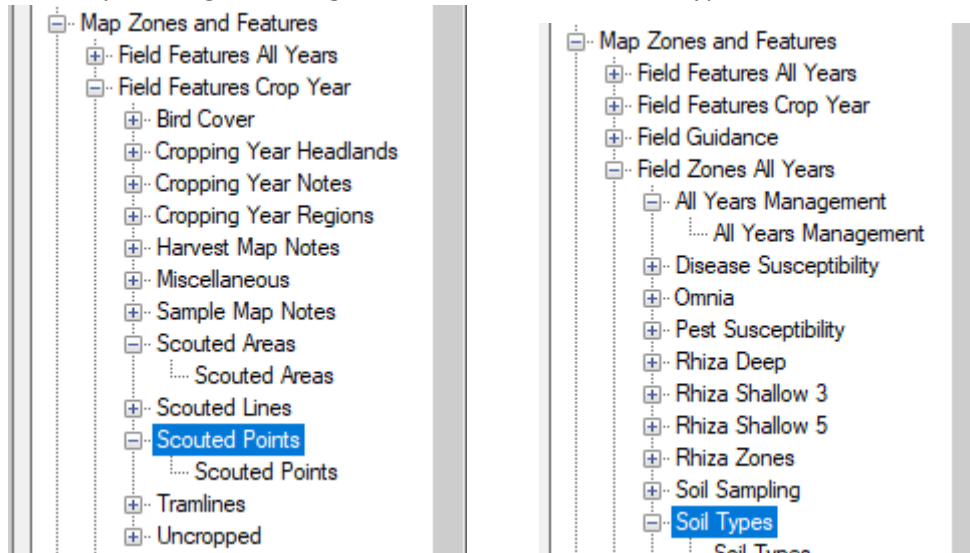 Map Zones and Features
Field Features All Years
Field Features Crop Year
Bird Cover
Cropping Year Headlands
Cropping Year Notes
Cropping Year Regions
Harvest Map Notes
Miscellaneous
Sample Map Notes
Scouted Areas
Scouted Areas
Scouted Lines
Scouted Points
Scouted Points
Tramlines
Uncropped
Map Zones and Features
Field Features All Years
Field Features Crop Year
Field Guidance
Field Zones All Years
All Years Management
All Years Management
Disease Susceptibility
Omnia
Pest Susceptibility
Rhiza Deep
Rhiza Shallow 3
Rhiza Shallow 5
Rhiza Zones
Soil Sampling
Soil Types
Soil Types